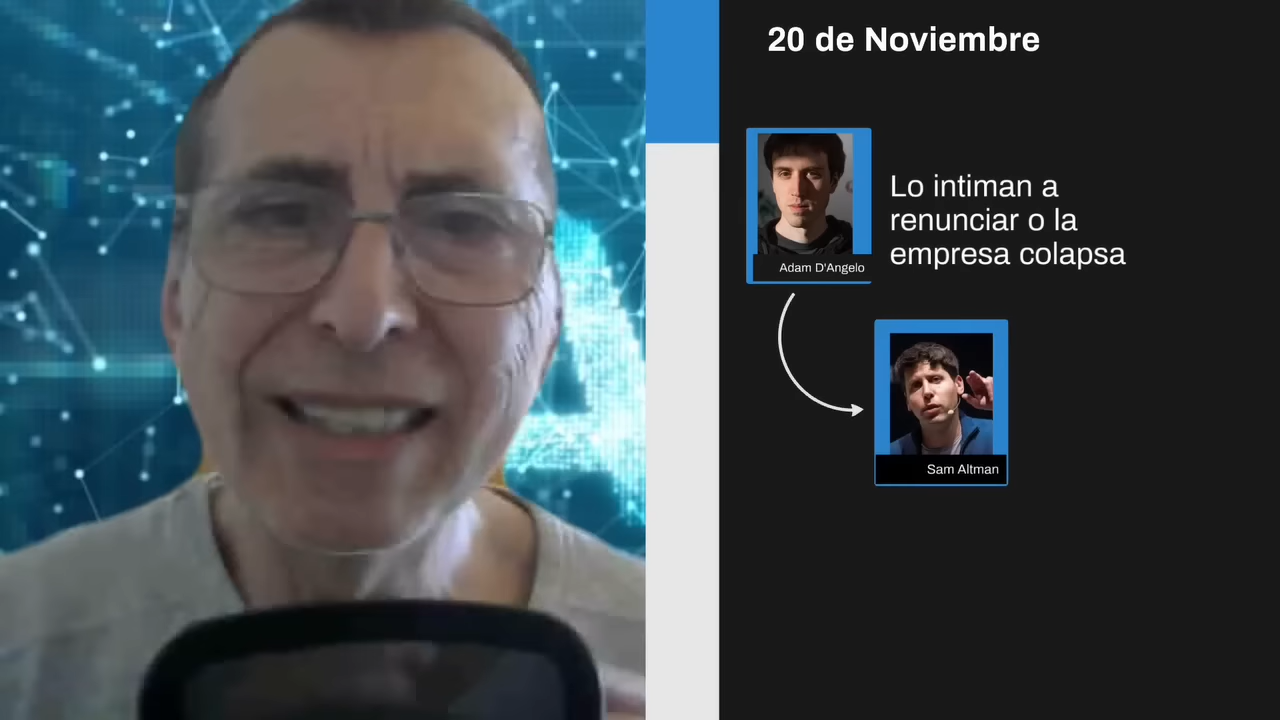 20 de Noviembre
Lo intiman a
renunciar o la
empresa colapsa
Adam D'Angelo
Sam Altman